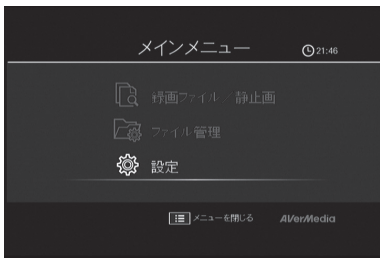 メインメニュー
21:46
録画ファイル／静止画
ファイル管理
設定
メニューを閉じる
AVerMedia